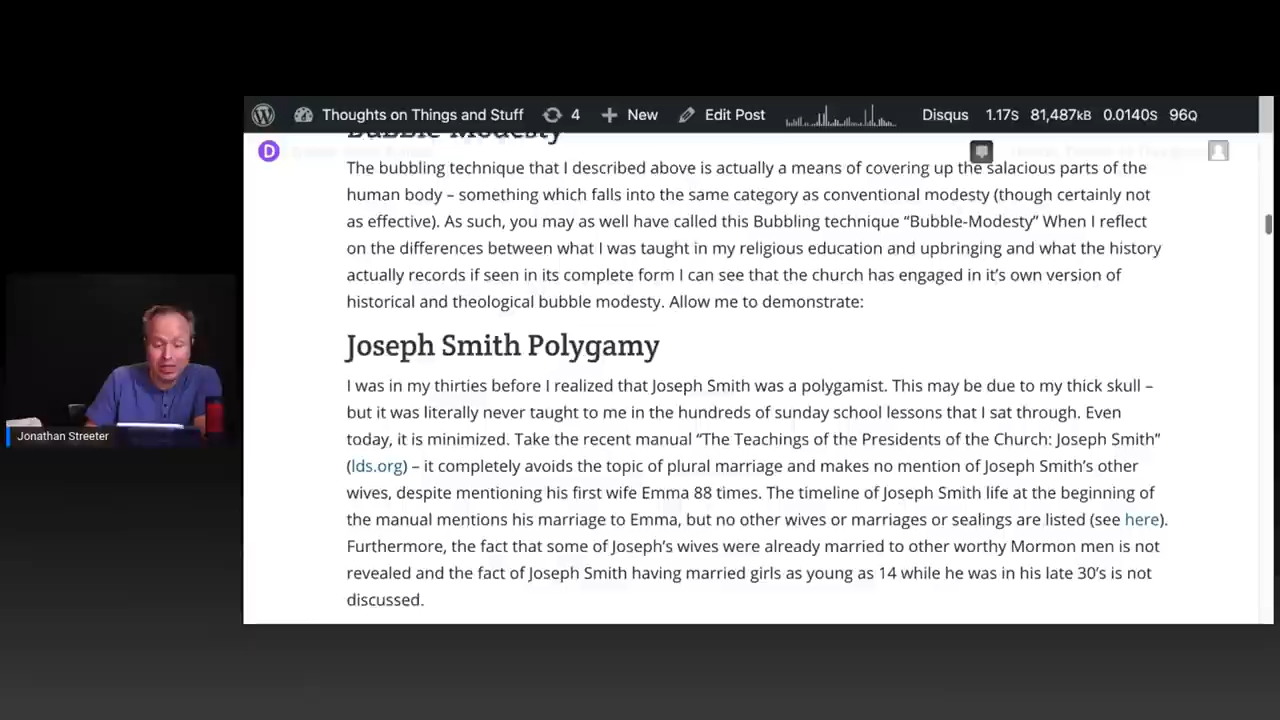 Thoughts on Things and Stuff
4
New
Edit Post
Disqus
1.17s
81,487kB
0.0140s
96Q
Bubble Modesty
D
The bubbling technique that I described above is actually a means of covering up the salacious parts of the
human body – something which falls into the same category as conventional modesty (though certainly not
as effective). As such, you may as well have called this Bubbling technique “Bubble-Modesty” When I reflect
on the differences between what I was taught in my religious education and upbringing and what the history
actually records if seen in its complete form I can see that the church has engaged in it’s own version of
historical and theological bubble modesty. Allow me to demonstrate:
Joseph Smith Polygamy
I was in my thirties before I realized that Joseph Smith was a polygamist. This may be due to my thick skull –
but it was literally never taught to me in the hundreds of sunday school lessons that I sat through. Even
today, it is minimized. Take the recent manual “The Teachings of the Presidents of the Church: Joseph Smith”
(lds.org) – it completely avoids the topic of plural marriage and makes no mention of Joseph Smith’s other
wives, despite mentioning his first wife Emma 88 times. The timeline of Joseph Smith life at the beginning of
the manual mentions his marriage to Emma, but no other wives or marriages or sealings are listed (see here).
Furthermore, the fact that some of Joseph’s wives were already married to other worthy Mormon men is not
revealed and the fact of Joseph Smith having married girls as young as 14 while he was in his late 30’s is not
discussed.
Jonathan Streeter